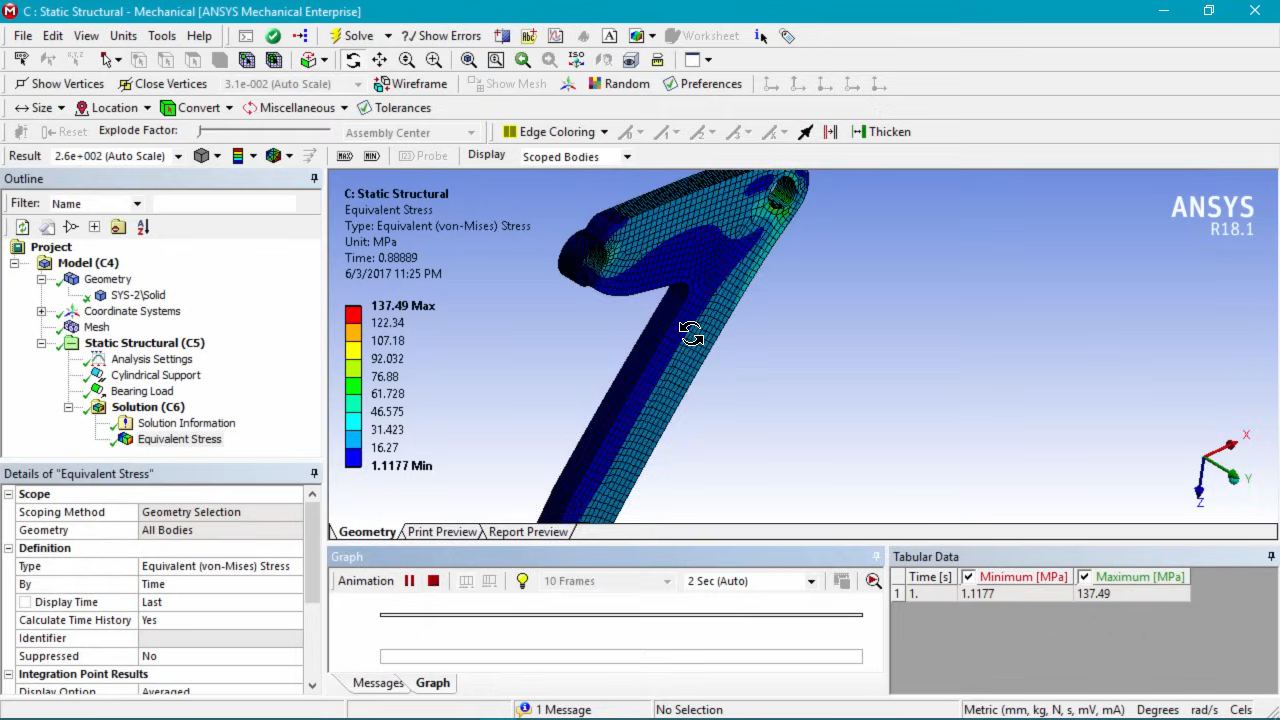 C : Static Structural - Mechanical [ANSYS Mechanical Enterprise]
File Edit View Units Tools Help Solve ?/ Show Errors Worksheet
Show Vertices Close Vertices 3.1e-002 (Auto Scale) Wireframe Show Mesh Random Preferences
Size Location Convert Miscellaneous Tolerances
Reset Explode Factor: Assembly Center Edge Coloring Thicken
Result 2.6e+002 (Auto Scale) MAX MIN Probe Display Scoped Bodies
Outline
Filter: Name
Project
Model (C4)
Geometry
SYS-2\Solid
Coordinate Systems
Mesh
Static Structural (C5)
Analysis Settings
Cylindrical Support
Bearing Load
Solution (C6)
Solution Information
Equivalent Stress
Details of "Equivalent Stress"
Scope
Scoping Method Geometry Selection
Geometry All Bodies
Definition
Type Equivalent (von-Mises) Stress
By Time
Display Time Last
Calculate Time History Yes
Identifier
Suppressed No
Integration Point Results
Display Option Averaged
C: Static Structural
Equivalent Stress
Type: Equivalent (von-Mises) Stress
Unit: MPa
Time: 0.88889
6/3/2017 11:25 PM
137.49 Max
122.34
107.18
92.032
76.88
61.728
46.575
31.423
16.27
1.1177 Min
ANSYS
R18.1
X
Y
Z
Geometry Print Preview Report Preview
Graph
Animation 10 Frames 2 Sec (Auto)
Messages Graph
Tabular Data
Time [s] Minimum [MPa] Maximum [MPa]
1 1. 1.1177 137.49
1 Message No Selection Metric (mm, kg, N, s, mV, mA) Degrees rad/s Cels